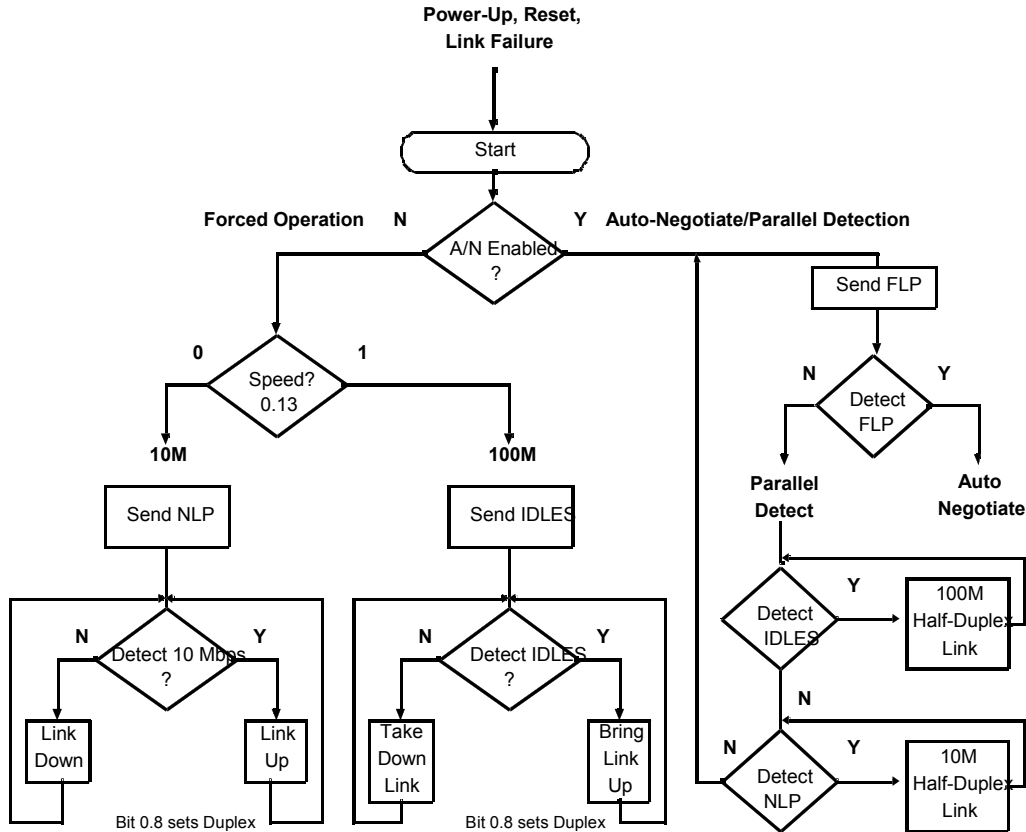 Power-Up, Reset,
Link Failure
Start
Forced Operation N
Y Auto-Negotiate/Parallel Detection
A/N Enabled
?
Send FLP
0
1
Speed?
0.13
N
Y
Detect
FLP
10M
100M
Parallel
Detect
Auto
Negotiate
Send NLP
Send IDLES
N
Y
Detect 10 Mbps
?
Link
Down
Link
Up
Bit 0.8 sets Duplex
N
Y
Detect IDLES
?
Take
Down
Link
Bring
Link
Up
Bit 0.8 sets Duplex
Y
Detect
IDLES
100M
Half-Duplex
Link
N
N
Y
Detect
NLP
10M
Half-Duplex
Link